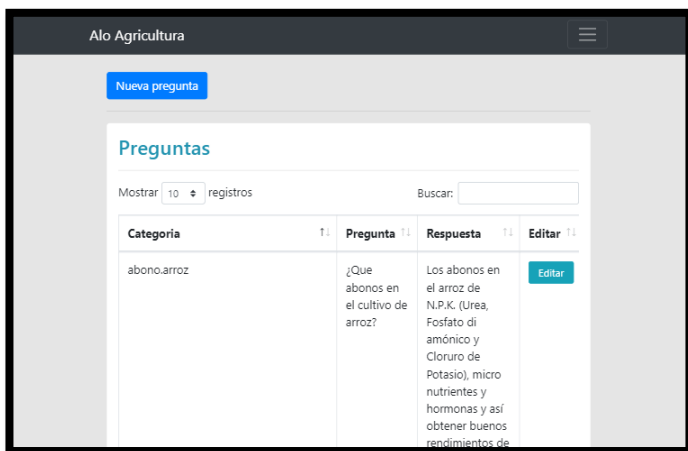 Alo Agricultura
Nueva pregunta
Preguntas
Mostrar 10 registros
Buscar:
Categoria Pregunta Respuesta Editar
abono.arroz
¿Que
abonos en
el cultivo de
arroz?
Los abonos en
el arroz de
N.P.K. (Urea,
Fosfato di
amónico y
Cloruro de
Potasio), micro
nutrientes y
hormonas y así
obtener buenos
rendimientos de
Editar